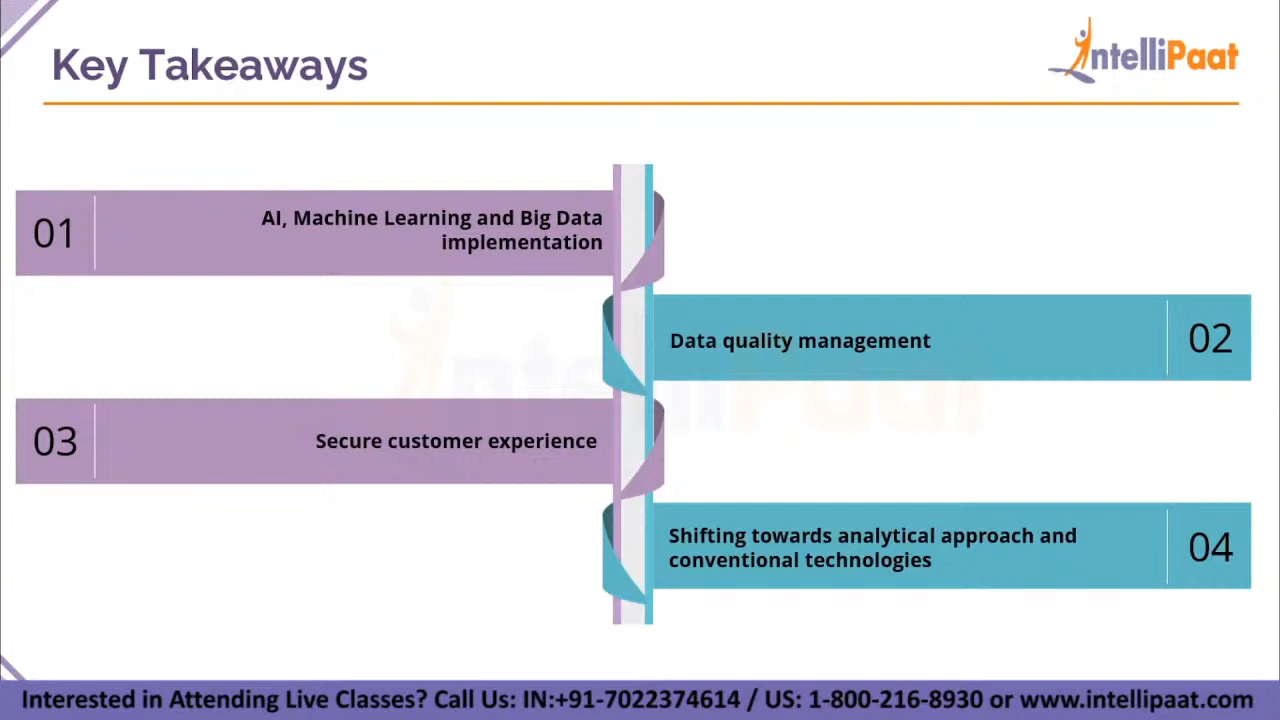 Key Takeaways
IntelliPaat
01
AI, Machine Learning and Big Data
implementation
Data quality management
02
03
Secure customer experience
Shifting towards analytical approach and
conventional technologies
04
IntelliPaat
Interested in Attending Live Classes? Call Us: IN:+91-7022374614 / US: 1-800-216-8930 or www.intellipaat.com